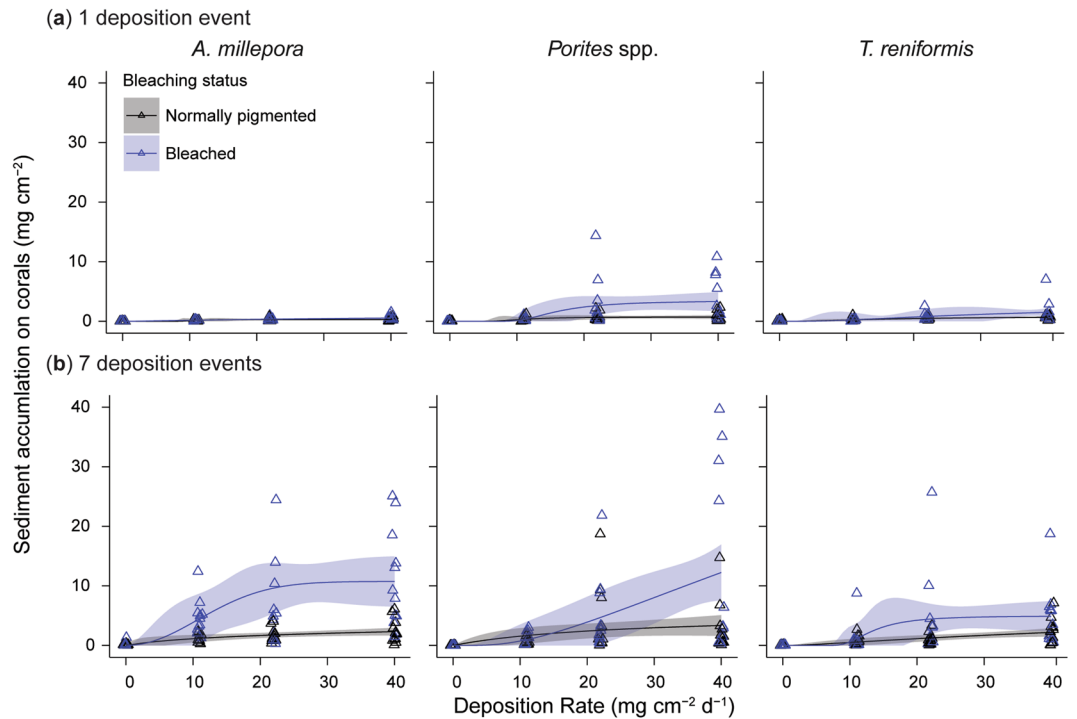 (a) 1 deposition event
A. millepora
Porites spp.
T. reniformis
Bleaching status
Normally pigmented
Bleached
40
30
20
10
0
(b) 7 deposition events
40
30
20
10
0
0 10 20 30 40
0 10 20 30 40
0 10 20 30 40
Sediment accumlation on corals (mg cm⁻²)
Deposition Rate (mg cm⁻² d⁻¹)